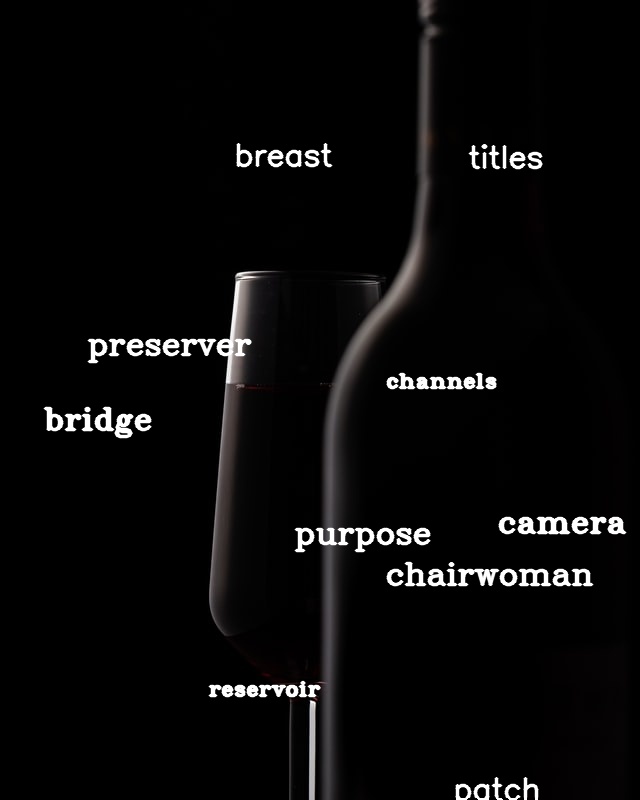 breast
titles
preserver
channels
bridge
camera
purpose
chairwoman
reservoir
patch